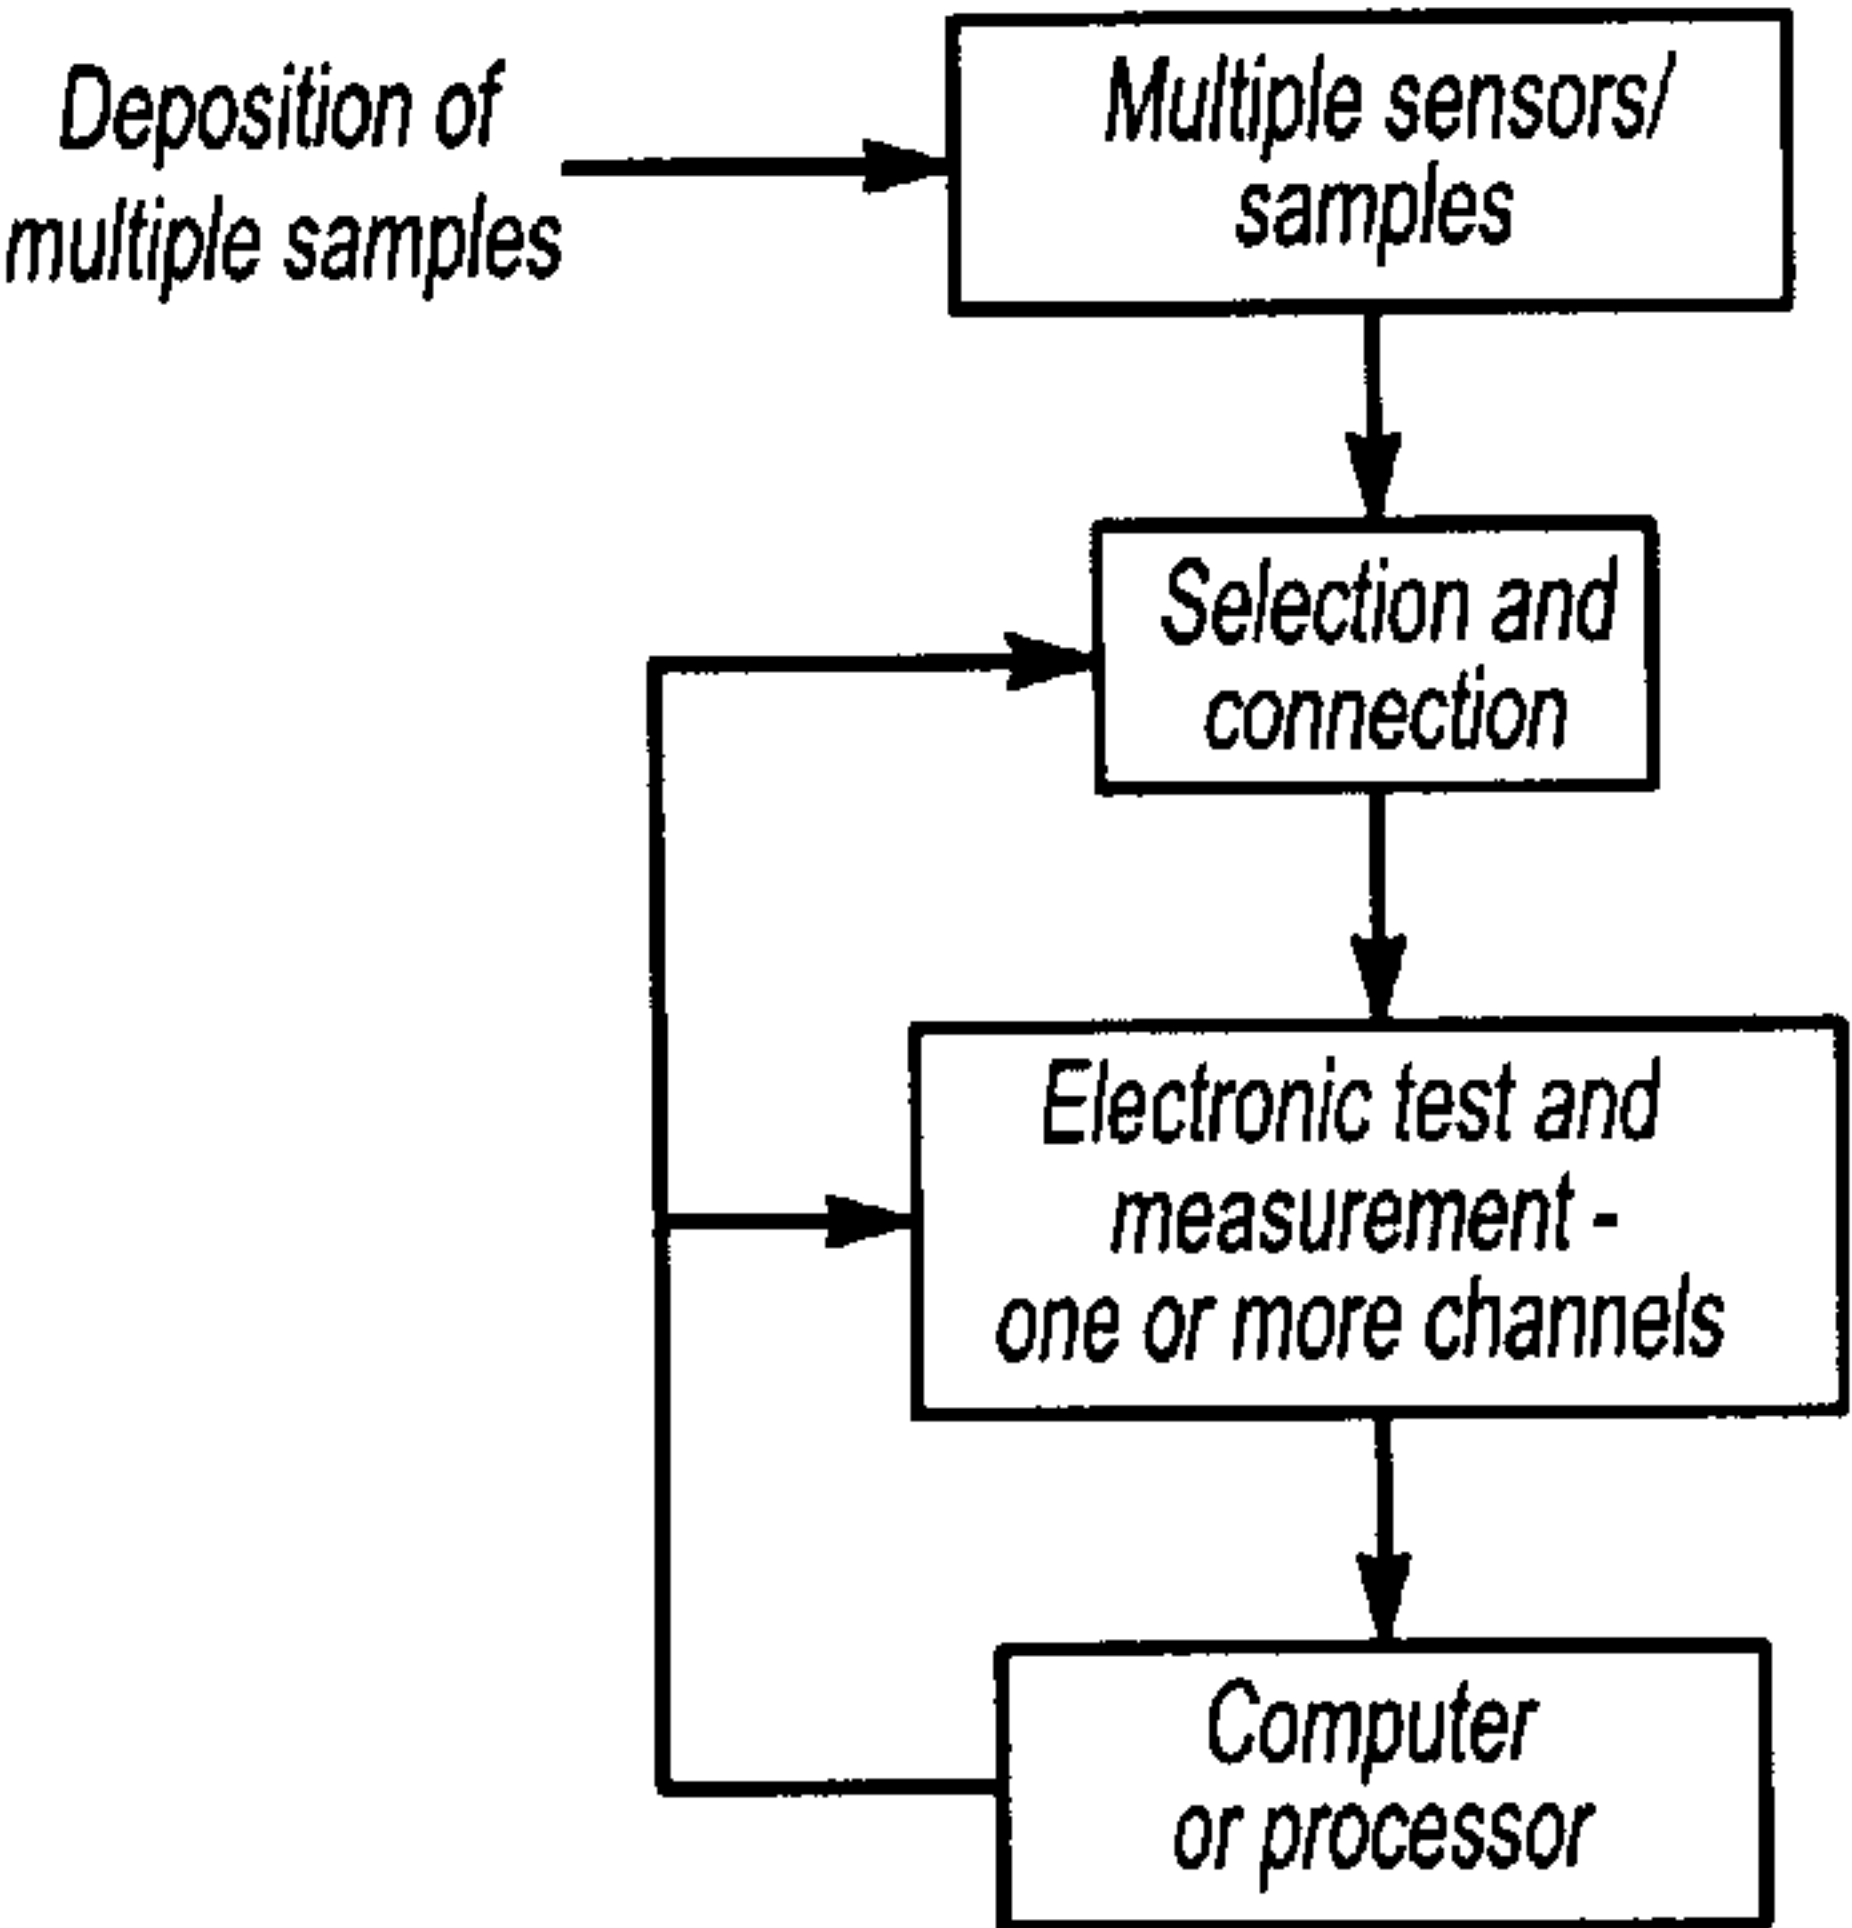 Deposition of
multiple samples
Multiple sensors/
samples
Selection and
connection
Electronic test and
measurement -
one or more channels
Computer
or processor